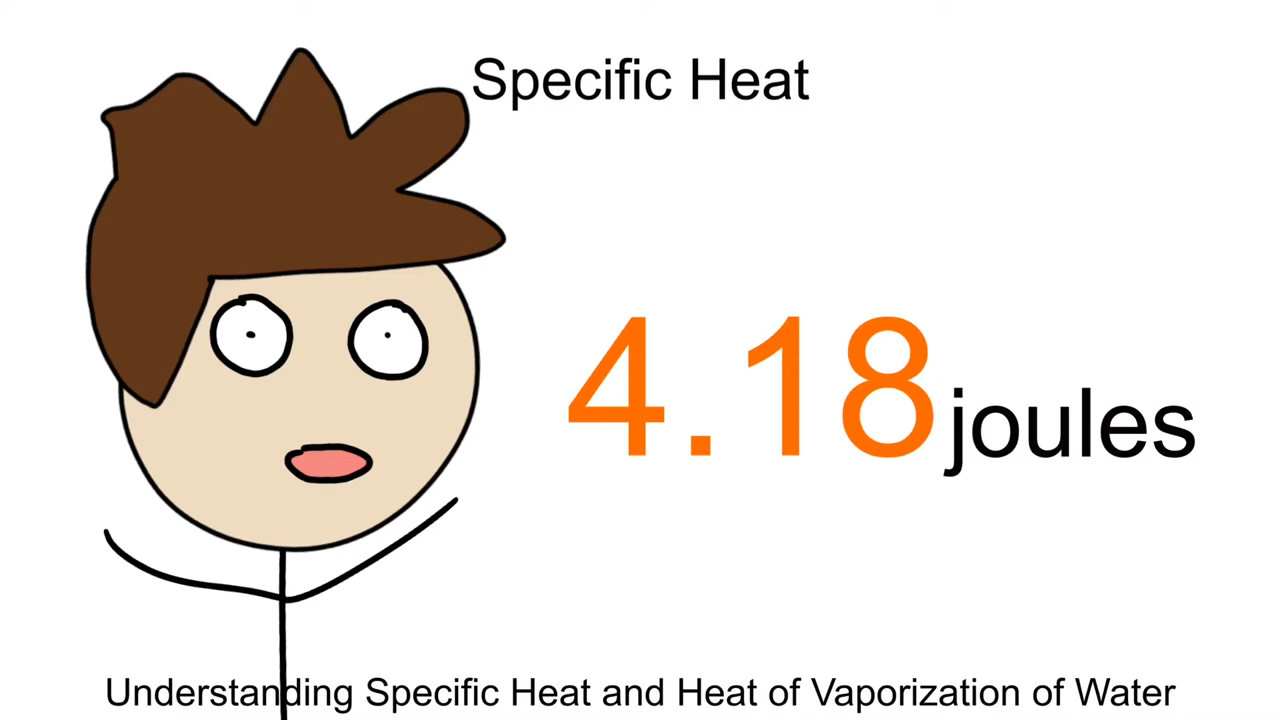 Specific Heat
4.18 joules
Understanding Specific Heat and Heat of Vaporization of Water